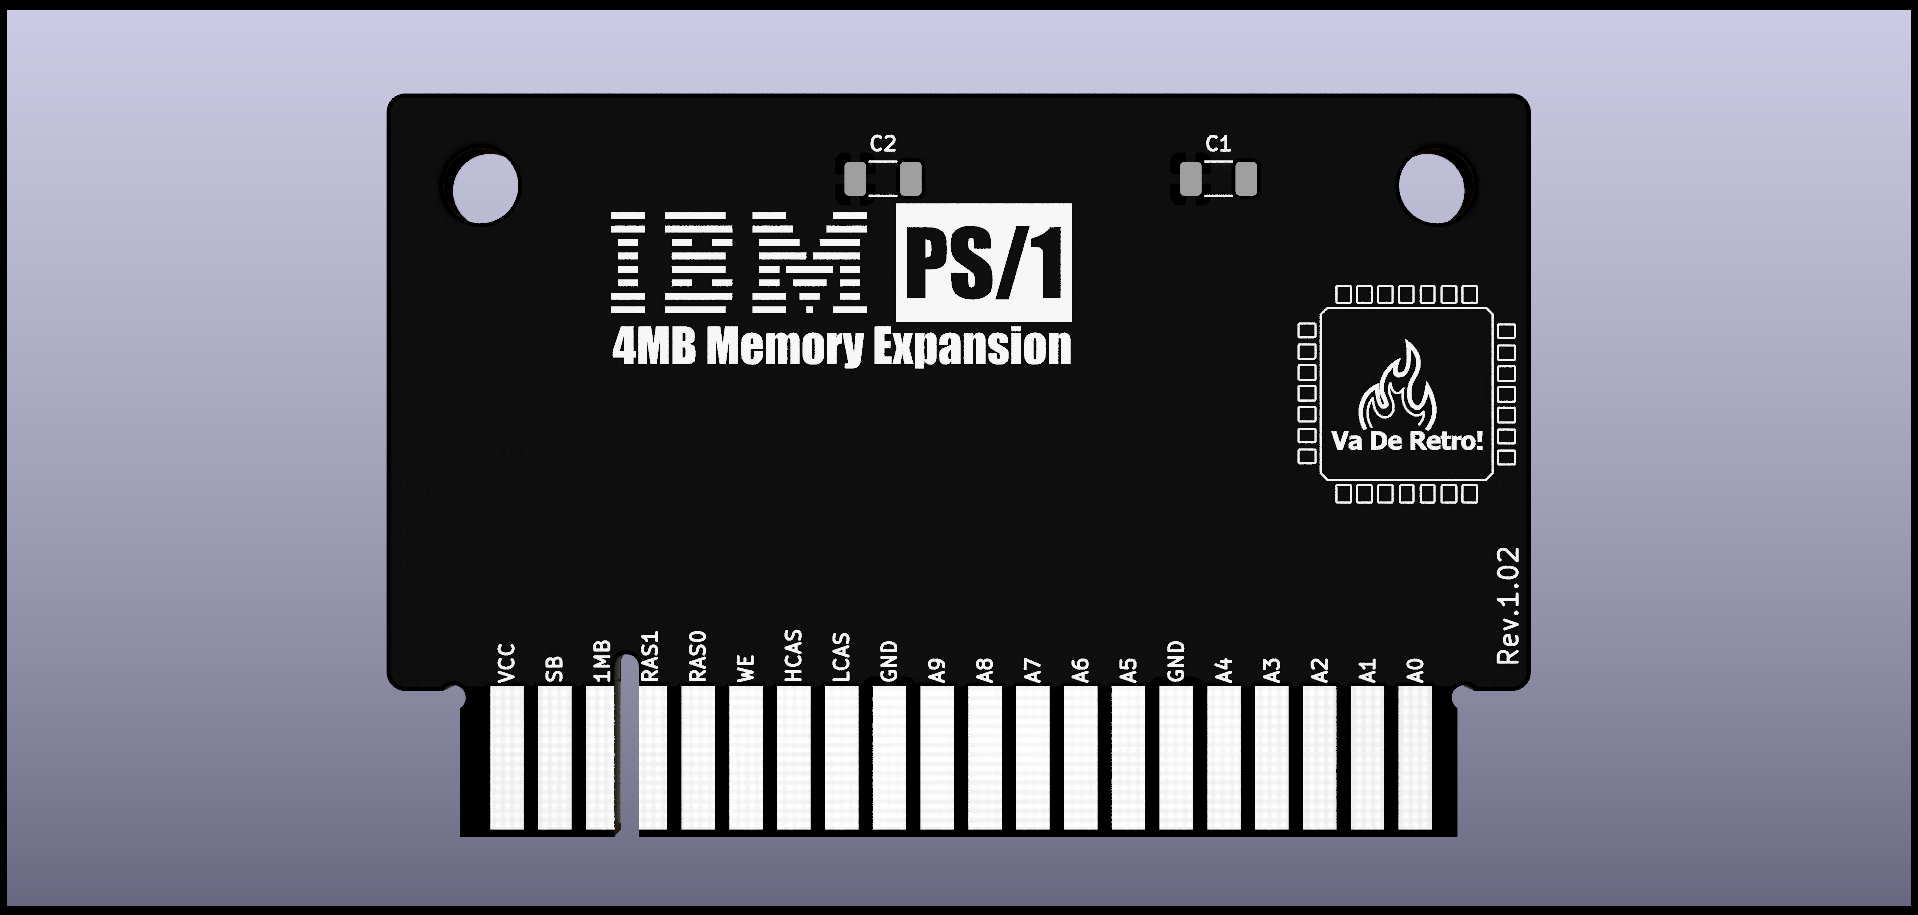 C2
C1
IBM PS/1
4MB Memory Expansion
Va De Retro!
Rev.1.02
VCC
SB
1MB
RAS1
RAS0
WE
HCAS
LCAS
GND
A9
A8
A7
A6
A5
GND
A4
A3
A2
A1
A0